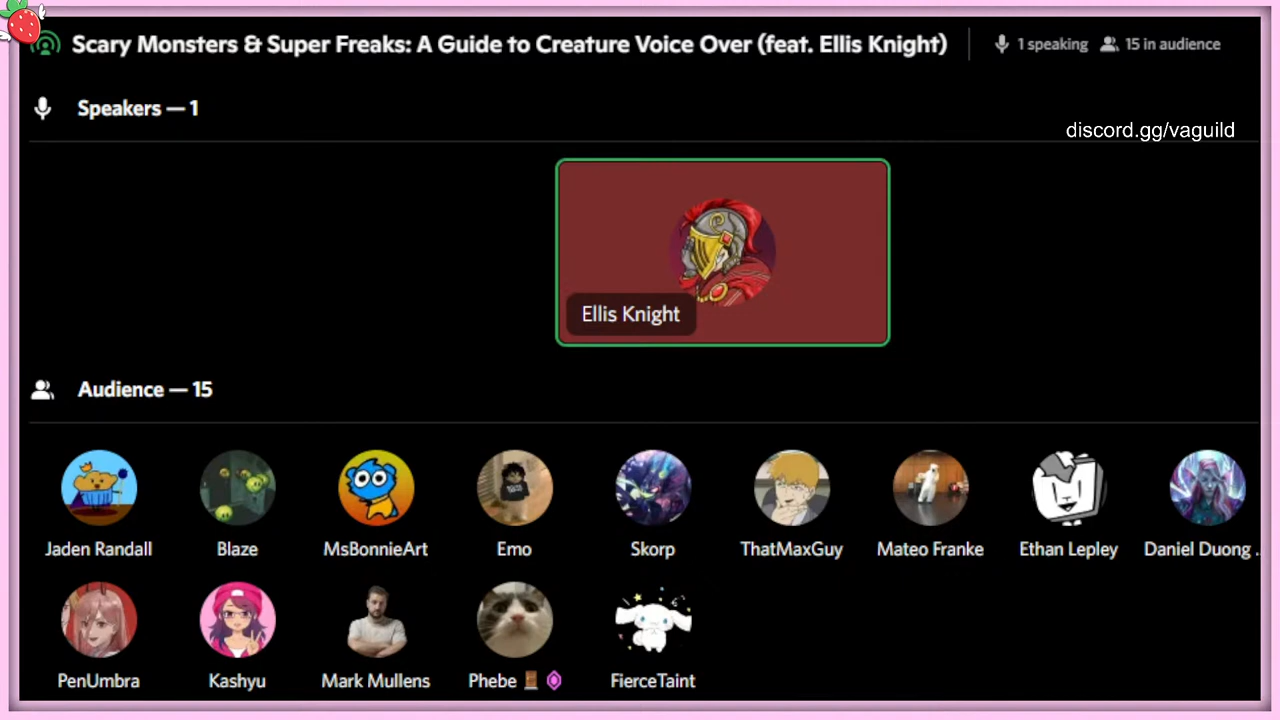 Scary Monsters & Super Freaks: A Guide to Creature Voice Over (feat. Ellis Knight)
1 speaking
15 in audience
Speakers — 1
discord.gg/vaguild
Ellis Knight
Audience — 15
Jaden Randall
Blaze
MsBonnieArt
Emo
Skorp
ThatMaxGuy
Mateo Franke
Ethan Lepley
Daniel Duong .
PenUmbra
Kashyu
Mark Mullens
Phebe
FierceTaint